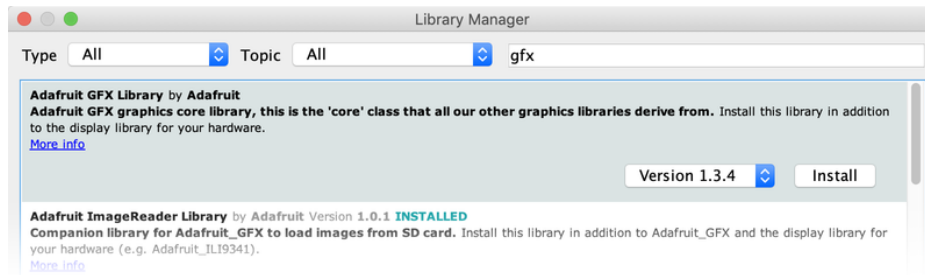 Library Manager
Type All Topic All gfx
Adafruit GFX Library by Adafruit
Adafruit GFX graphics core library, this is the 'core' class that all our other graphics libraries derive from. Install this library in addition
to the display library for your hardware.
More info
Version 1.3.4 Install
Adafruit ImageReader Library by Adafruit Version 1.0.1 INSTALLED
Companion library for Adafruit_GFX to load images from SD card. Install this library in addition to Adafruit_GFX and the display library for
your hardware (e.g. Adafruit_ILI9341).
More info